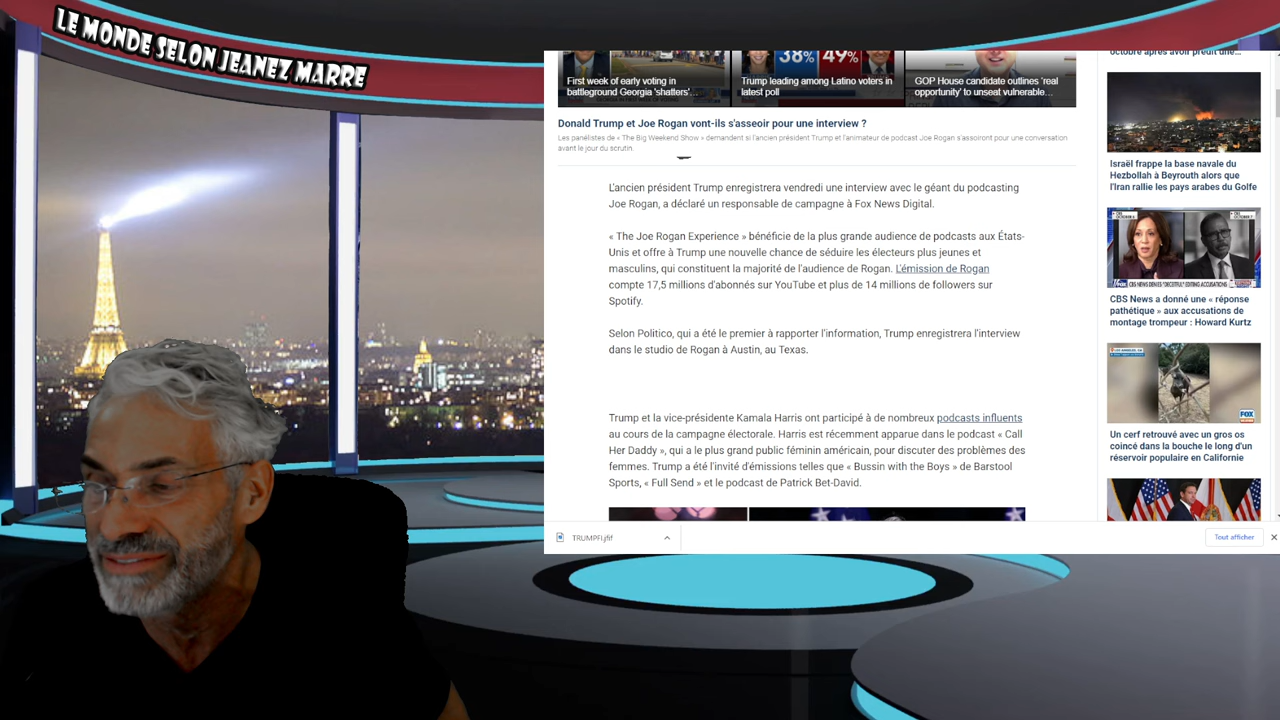 LE MONDE SELON JEANEZ MARRE
38% 49%
First week of early voting in
battleground Georgia 'shatters'...
Trump leading among Latino voters in
latest poll
GOP House candidate outlines 'real
opportunity' to unseat vulnerable...
Donald Trump et Joe Rogan vont-ils s'asseoir pour une interview ?
Les panélistes de « The Big Weekend Show » demandent si l'ancien président Trump et l'animateur de podcast Joe Rogan s'assoiront pour une conversation
avant le jour du scrutin.
L'ancien président Trump enregistrera vendredi une interview avec le géant du podcasting
Joe Rogan, a déclaré un responsable de campagne à Fox News Digital.
« The Joe Rogan Experience » bénéficie de la plus grande audience de podcasts aux États-
Unis et offre à Trump une nouvelle chance de séduire les électeurs plus jeunes et
masculins, qui constituent la majorité de l'audience de Rogan. L'émission de Rogan
compte 17,5 millions d'abonnés sur YouTube et plus de 14 millions de followers sur
Spotify.
Selon Politico, qui a été le premier à rapporter l'information, Trump enregistrera l'interview
dans le studio de Rogan à Austin, au Texas.
Trump et la vice-présidente Kamala Harris ont participé à de nombreux podcasts influents
au cours de la campagne électorale. Harris est récemment apparue dans le podcast « Call
Her Daddy », qui a le plus grand public féminin américain, pour discuter des problèmes des
femmes. Trump a été l'invité d'émissions telles que « Bussin with the Boys » de Barstool
Sports, « Full Send » et le podcast de Patrick Bet-David.
octobre après avoir prédit une...
Israël frappe la base navale du
Hezbollah à Beyrouth alors que
l'Iran rallie les pays arabes du Golfe
CBS NEWS DENIES "DECEITFUL" EDITING ACCUSATIONS
CBS News a donné une « réponse
pathétique » aux accusations de
montage trompeur : Howard Kurtz
FOX
Un cerf retrouvé avec un gros os
coincé dans la bouche le long d'un
réservoir populaire en Californie
TRUMPFI.jfif
Tout afficher